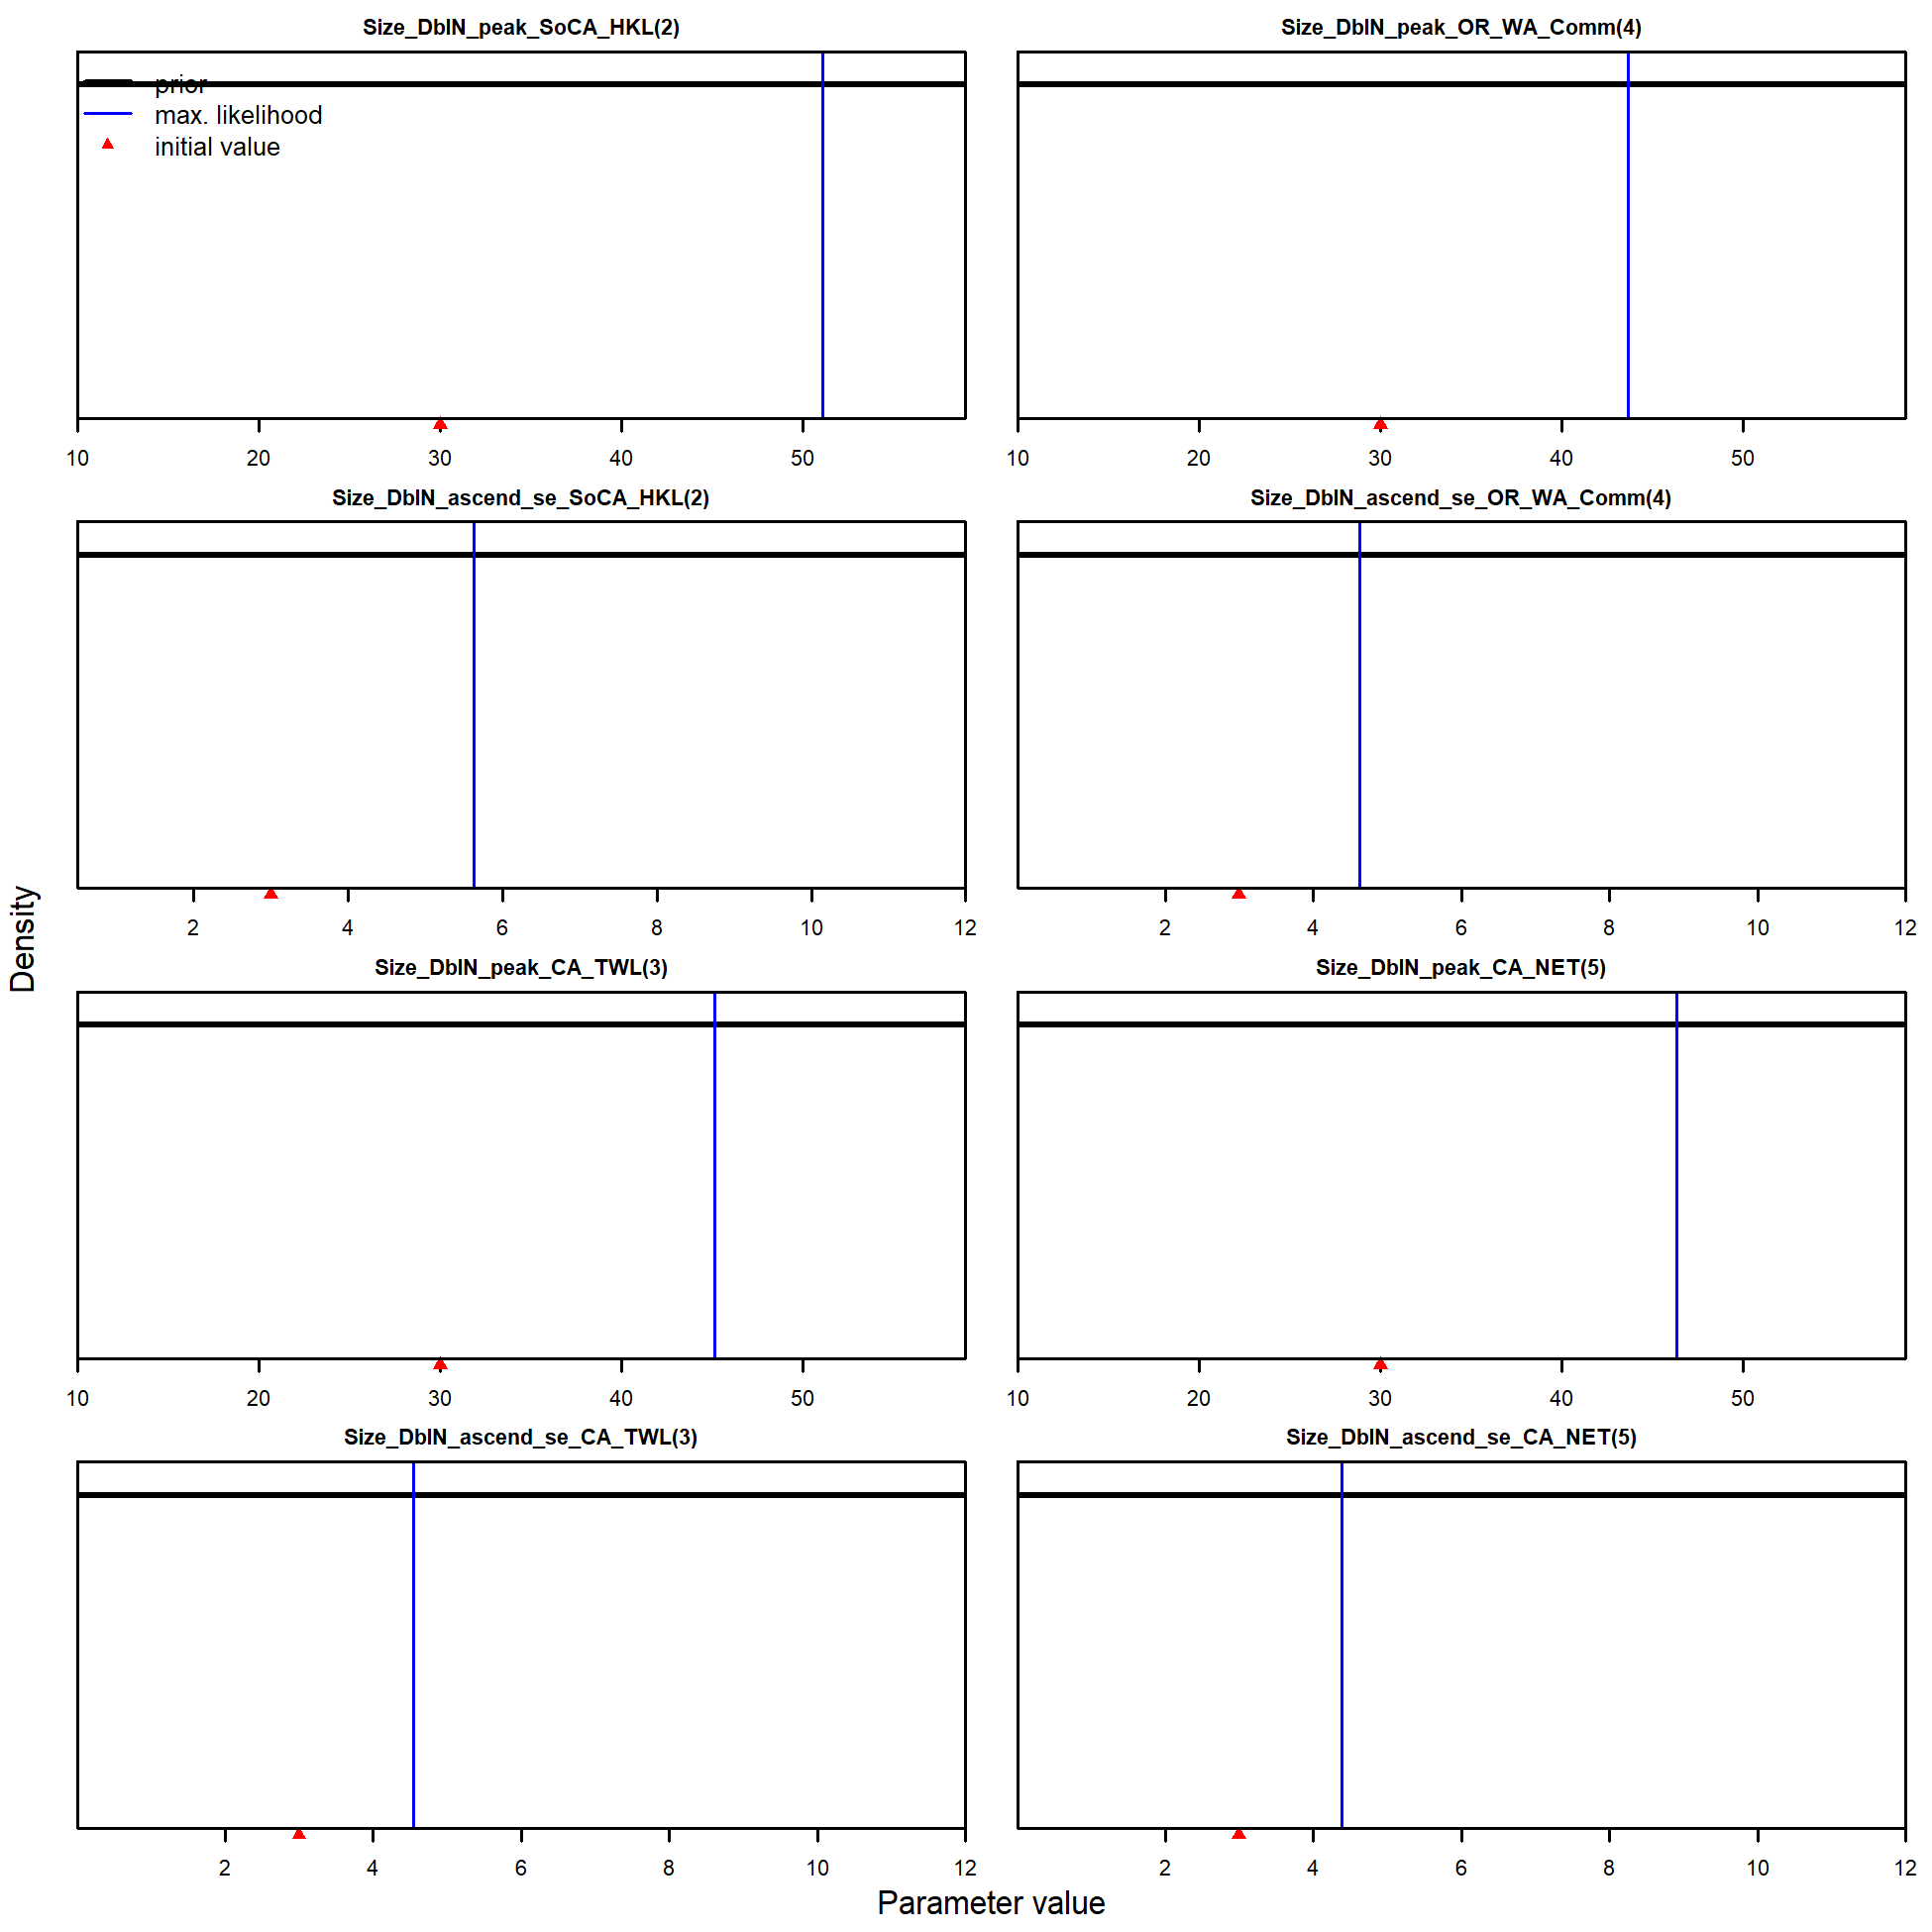 Size_DblN_peak_SoCA_HKL(2)
prior
max. likelihood
initial value
10 20 30 40 50
Size_DblN_peak_OR_WA_Comm(4)
10 20 30 40 50
Size_DblN_ascend_se_SoCA_HKL(2)
2 4 6 8 10 12
Size_DblN_ascend_se_OR_WA_Comm(4)
2 4 6 8 10 12
Density
Size_DblN_peak_CA_TWL(3)
10 20 30 40 50
Size_DblN_peak_CA_NET(5)
10 20 30 40 50
Size_DblN_ascend_se_CA_TWL(3)
2 4 6 8 10 12
Size_DblN_ascend_se_CA_NET(5)
2 4 6 8 10 12
Parameter value